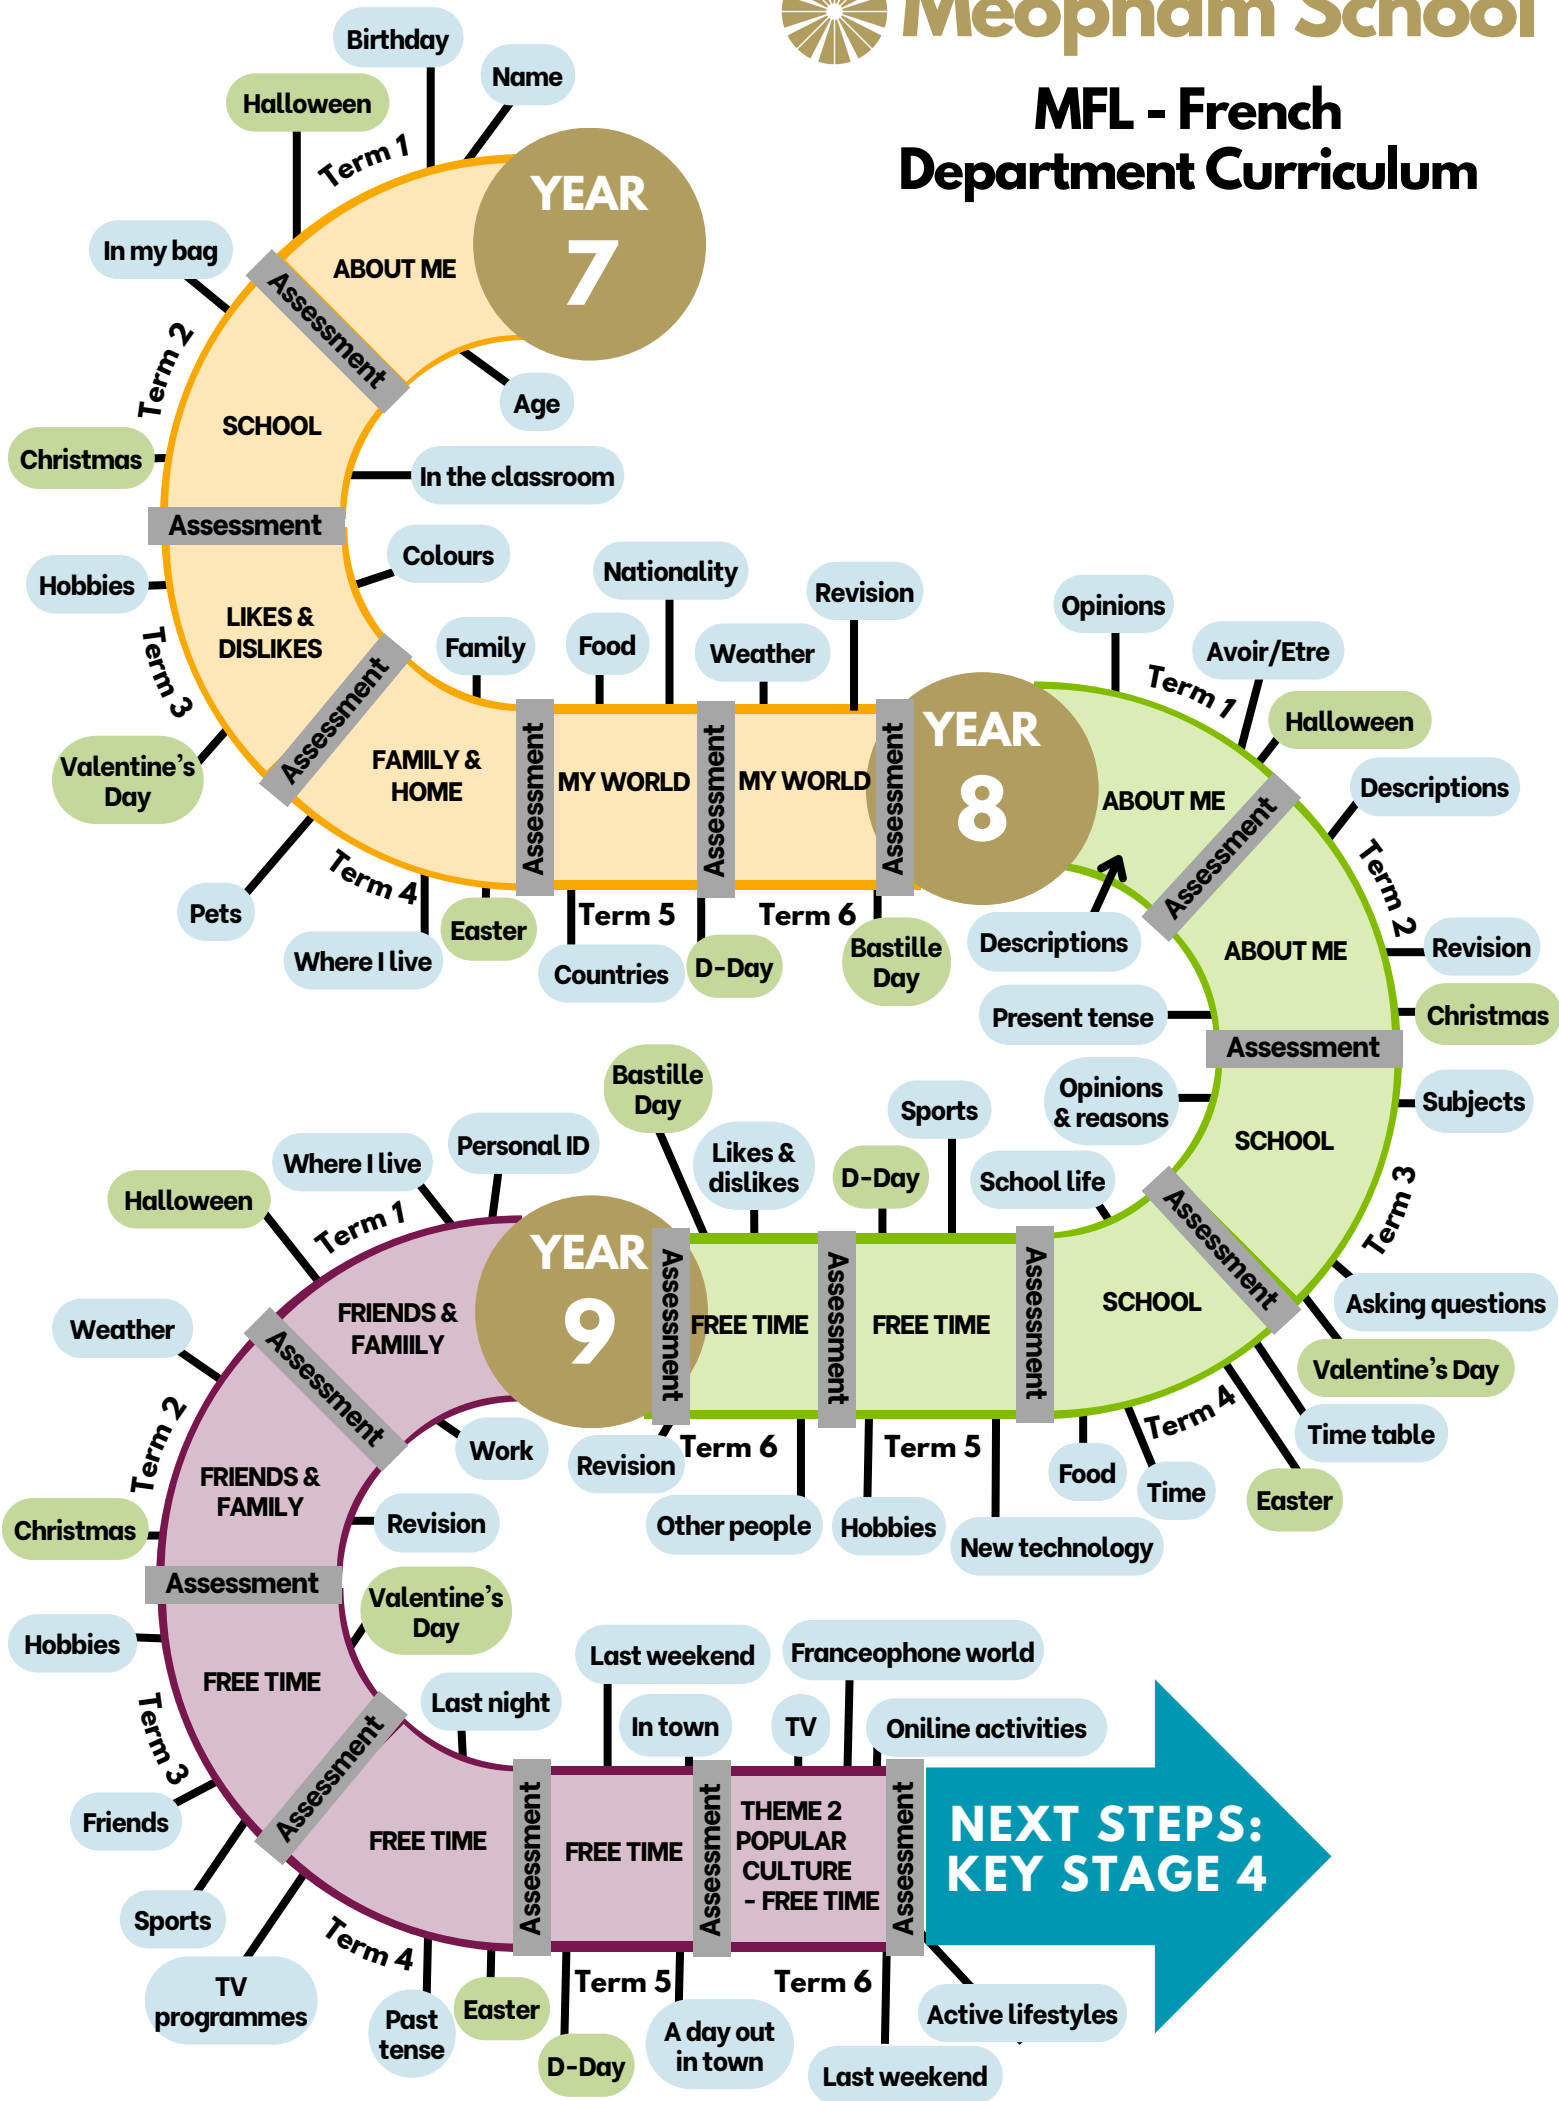 Meopham School
MFL - French
Department Curriculum
Birthday
Name
Halloween
Term 1
YEAR
7
ABOUT ME
In my bag
Assessment
Age
Term 2
SCHOOL
Christmas
In the classroom
Assessment
Colours
Hobbies
LIKES &
DISLIKES
Term 3
Valentine's
Day
Assessment
Family
FAMILY &
HOME
Pets
Term 4
Where I live
Easter
Assessment
Food
Nationality
MY WORLD
Term 5
Countries
D-Day
Assessment
Weather
Revision
MY WORLD
Term 6
Bastille
Day
Assessment
YEAR
8
Opinions
Term 1
Avoir/Etre
Halloween
ABOUT ME
Descriptions
Assessment
Descriptions
Term 2
ABOUT ME
Revision
Present tense
Christmas
Assessment
Opinions
& reasons
Subjects
SCHOOL
Term 3
Asking questions
Valentine's Day
Assessment
School life
SCHOOL
Time table
Term 4
Easter
Time
Food
Assessment
Sports
D-Day
FREE TIME
Term 5
New technology
Hobbies
Assessment
Likes &
dislikes
Bastille
Day
FREE TIME
Term 6
Other people
Revision
Assessment
YEAR
9
Personal ID
Where I live
Term 1
Halloween
FRIENDS &
FAMIILY
Work
Assessment
Weather
Term 2
FRIENDS &
FAMILY
Revision
Christmas
Assessment
Valentine's
Day
Hobbies
FREE TIME
Term 3
Friends
Sports
Assessment
Last night
FREE TIME
TV
programmes
Term 4
Past
tense
Easter
Assessment
Last weekend
In town
FREE TIME
Term 5
D-Day
A day out
in town
Assessment
Franceophone world
TV
Oniline activities
THEME 2
POPULAR
CULTURE
- FREE TIME
Term 6
Last weekend
Active lifestyles
Assessment
NEXT STEPS:
KEY STAGE 4